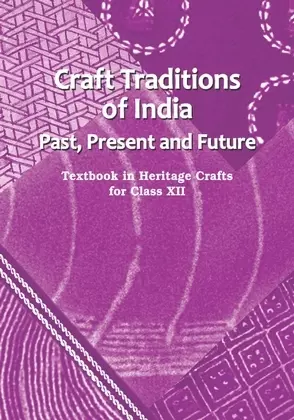 Craft Traditions
of India
Past, Present and Future
Textbook in Heritage Crafts
for Class XII